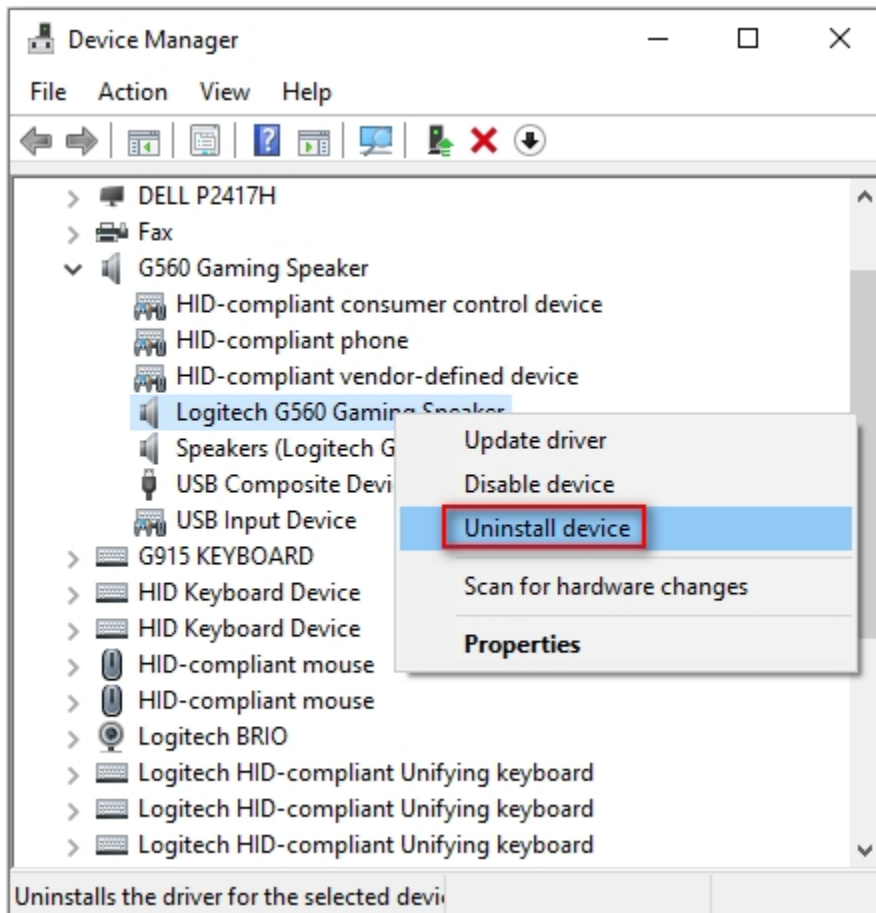 Device Manager
File Action View Help
DELL P2417H
Fax
G560 Gaming Speaker
HID-compliant consumer control device
HID-compliant phone
HID-compliant vendor-defined device
Logitech G560 Gaming Speaker
Speakers (Logitech G
USB Composite Devi
USB Input Device
Update driver
Disable device
Uninstall device
Scan for hardware changes
Properties
G915 KEYBOARD
HID Keyboard Device
HID Keyboard Device
HID-compliant mouse
HID-compliant mouse
Logitech BRIO
Logitech HID-compliant Unifying keyboard
Logitech HID-compliant Unifying keyboard
Logitech HID-compliant Unifying keyboard
Uninstalls the driver for the selected devi